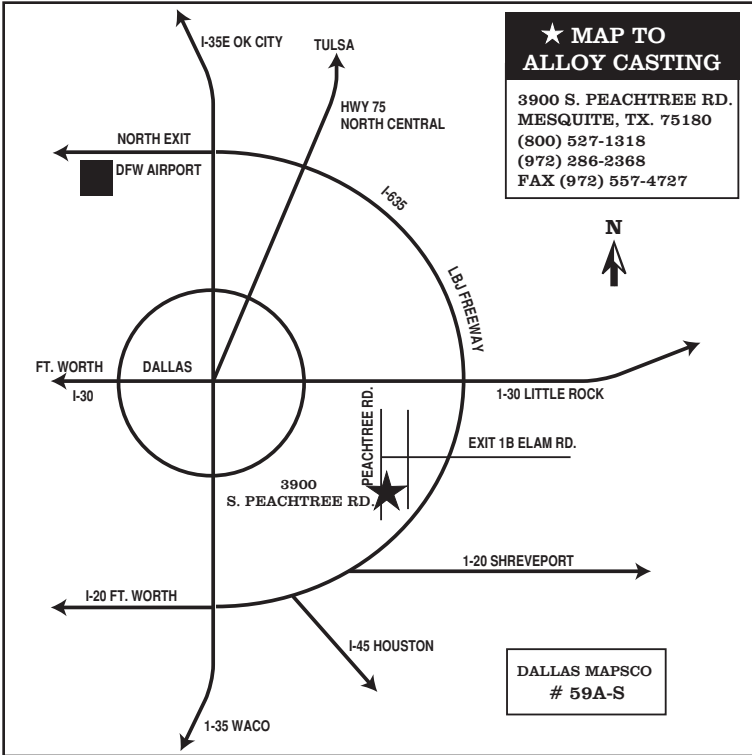 I-35E OK CITY
TULSA
★ MAP TO
ALLOY CASTING
3900 S. PEACHTREE RD.
MESQUITE, TX. 75180
(800) 527-1318
(972) 286-2368
FAX (972) 557-4727
HWY 75
NORTH CENTRAL
NORTH EXIT
DFW AIRPORT
I-635
N
LBJ FREEWAY
FT. WORTH
DALLAS
I-30
1-30 LITTLE ROCK
PEACHTREE RD.
EXIT 1B ELAM RD.
3900
S. PEACHTREE RD.
1-20 SHREVEPORT
I-20 FT. WORTH
I-45 HOUSTON
DALLAS MAPSCO
# 59A-S
1-35 WACO